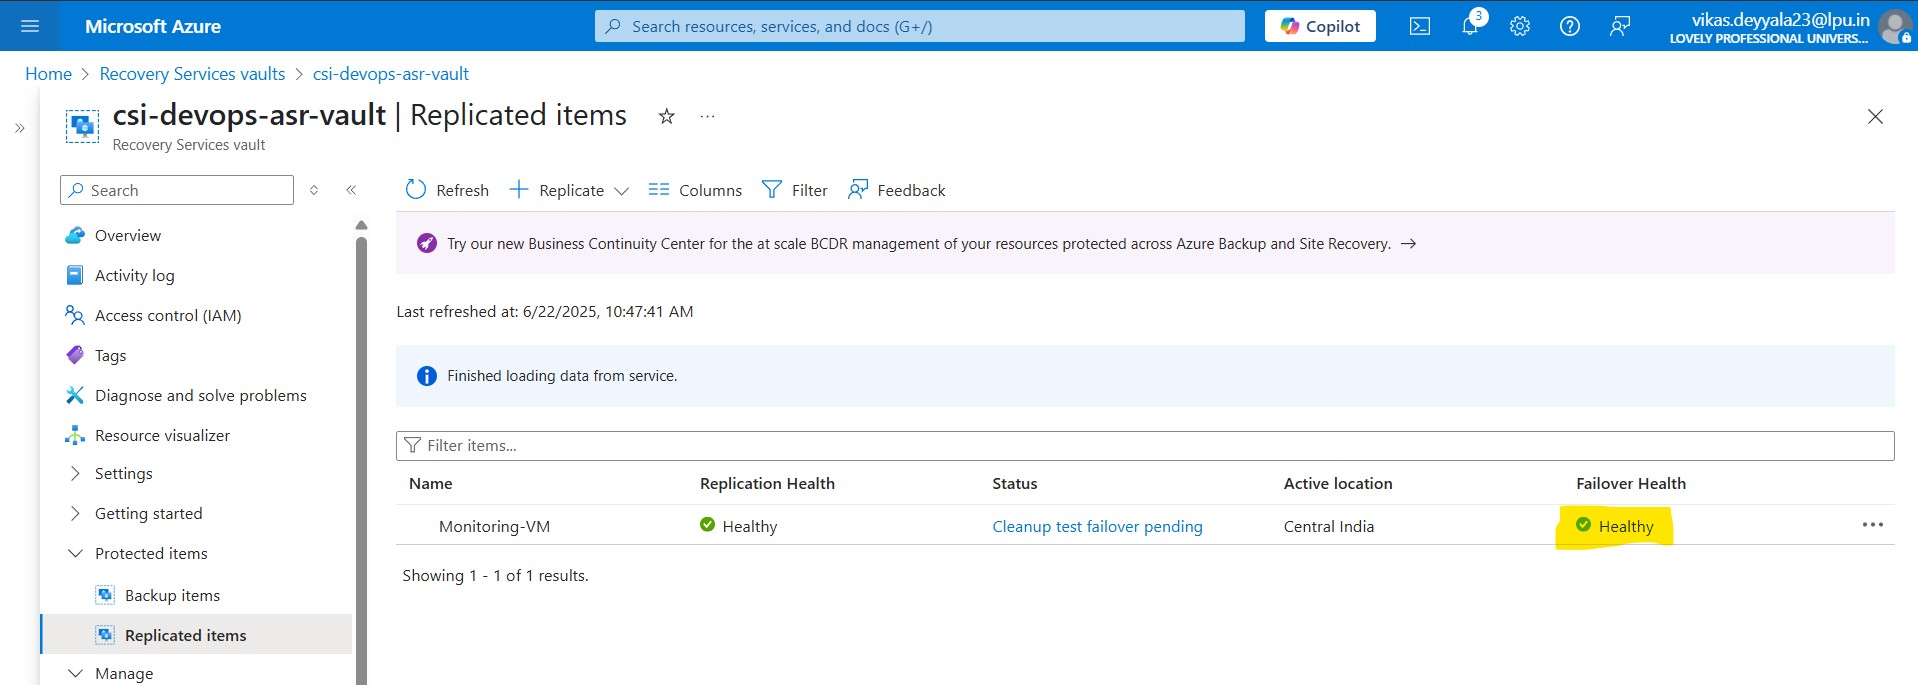 Microsoft Azure
Search resources, services, and docs (G+/)
Copilot
3
vikas.deyyala23@lpu.in
LOVELY PROFESSIONAL UNIVERS...
Home > Recovery Services vaults > csi-devops-asr-vault
csi-devops-asr-vault | Replicated items
Recovery Services vault
Search
Refresh
Replicate
Columns
Filter
Feedback
Overview
Activity log
Access control (IAM)
Tags
Diagnose and solve problems
Resource visualizer
Settings
Getting started
Protected items
Backup items
Replicated items
Manage
Try our new Business Continuity Center for the at scale BCDR management of your resources protected across Azure Backup and Site Recovery. →
Last refreshed at: 6/22/2025, 10:47:41 AM
Finished loading data from service.
Filter items...
Name Replication Health Status Active location Failover Health
Monitoring-VM Healthy Cleanup test failover pending Central India Healthy
Showing 1 - 1 of 1 results.